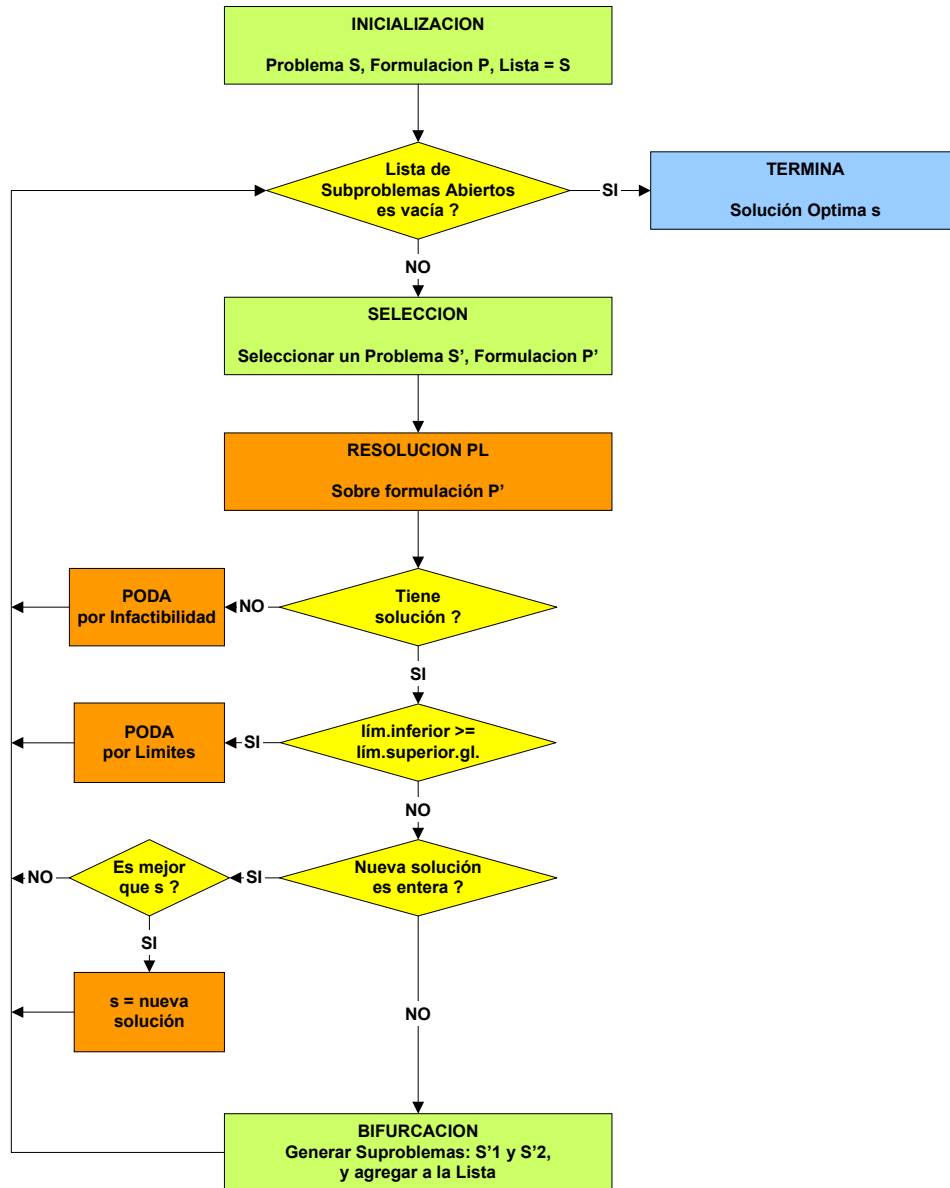 INICIALIZACION
Problema S, Formulacion P, Lista = S
Lista de
Subproblemas Abiertos
es vacía ?
SI
TERMINA
Solución Optima s
NO
SELECCION
Seleccionar un Problema S’, Formulacion P’
RESOLUCION PL
Sobre formulación P’
Tiene
solución ?
NO
PODA
por Infactibilidad
SI
lím.inferior >=
lím.superior.gl.
SI
PODA
por Limites
NO
Nueva solución
es entera ?
SI
Es mejor
que s ?
NO
SI
s = nueva
solución
NO
BIFURCACION
Generar Suproblemas: S’1 y S’2,
y agregar a la Lista